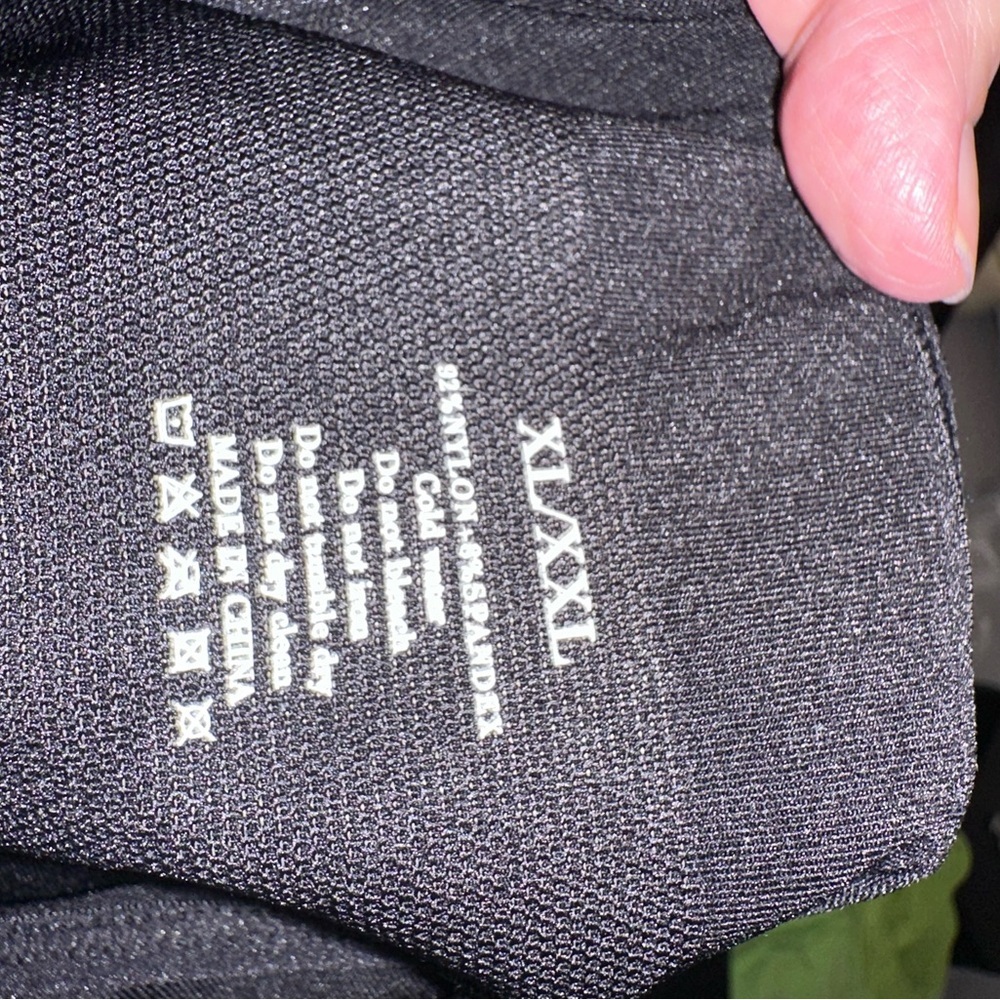 XL/XXL
92%NYLON.8%SPANDEX
Cold water
Do not bleach
Do not Iron
Do not tumble dry
Do not dry clean
MADE IN CHINA